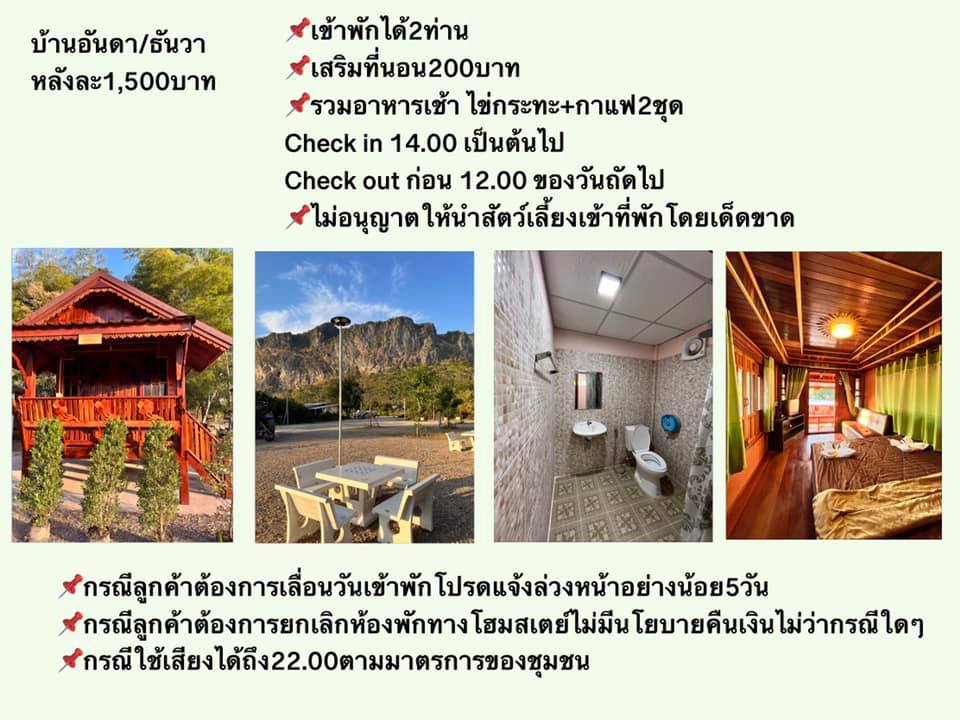 บ้านอันดา/ธันวา
หลังละ1,500บาท
📌เข้าพักได้2ท่าน
📌เสริมที่นอน200บาท
📌รวมอาหารเช้า ไข่กระทะ+กาแฟ2ชุด
Check in 14.00 เป็นต้นไป
Check out ก่อน 12.00 ของวันถัดไป
📌ไม่อนุญาตให้นำสัตว์เลี้ยงเข้าที่พักโดยเด็ดขาด
📌กรณีลูกค้าต้องการเลื่อนวันเข้าพักโปรดแจ้งล่วงหน้าอย่างน้อย5วัน
📌กรณีลูกค้าต้องการยกเลิกห้องพักทางโฮมสเตย์ไม่มีนโยบายคืนเงินไม่ว่ากรณีใดๆ
📌กรณีใช้เสียงได้ถึง22.00ตามมาตรการของชุมชน